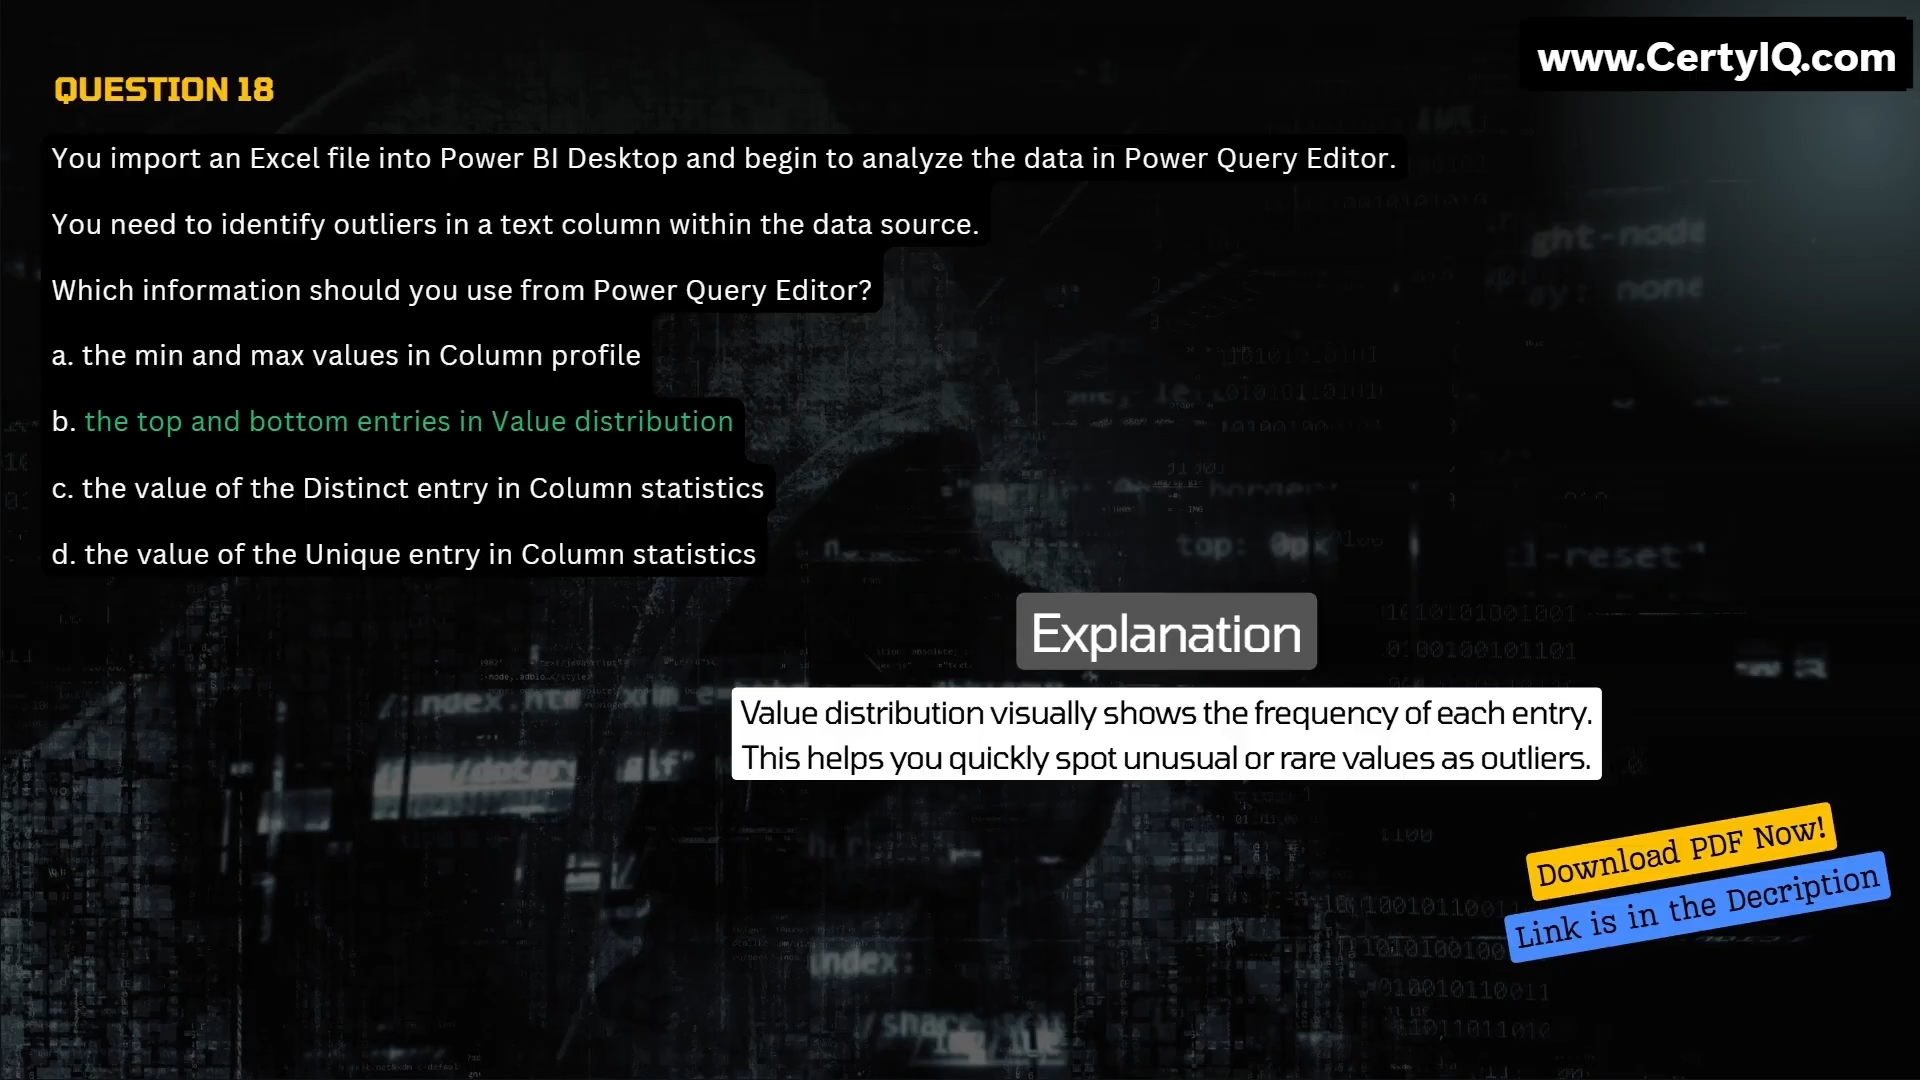 www.CertyIQ.com
QUESTION 18
You import an Excel file into Power BI Desktop and begin to analyze the data in Power Query Editor.
You need to identify outliers in a text column within the data source.
Which information should you use from Power Query Editor?
a. the min and max values in Column profile
b. the top and bottom entries in Value distribution
c. the value of the Distinct entry in Column statistics
d. the value of the Unique entry in Column statistics
Explanation
Value distribution visually shows the frequency of each entry.
This helps you quickly spot unusual or rare values as outliers.
Download PDF Now!
Link is in the Decription